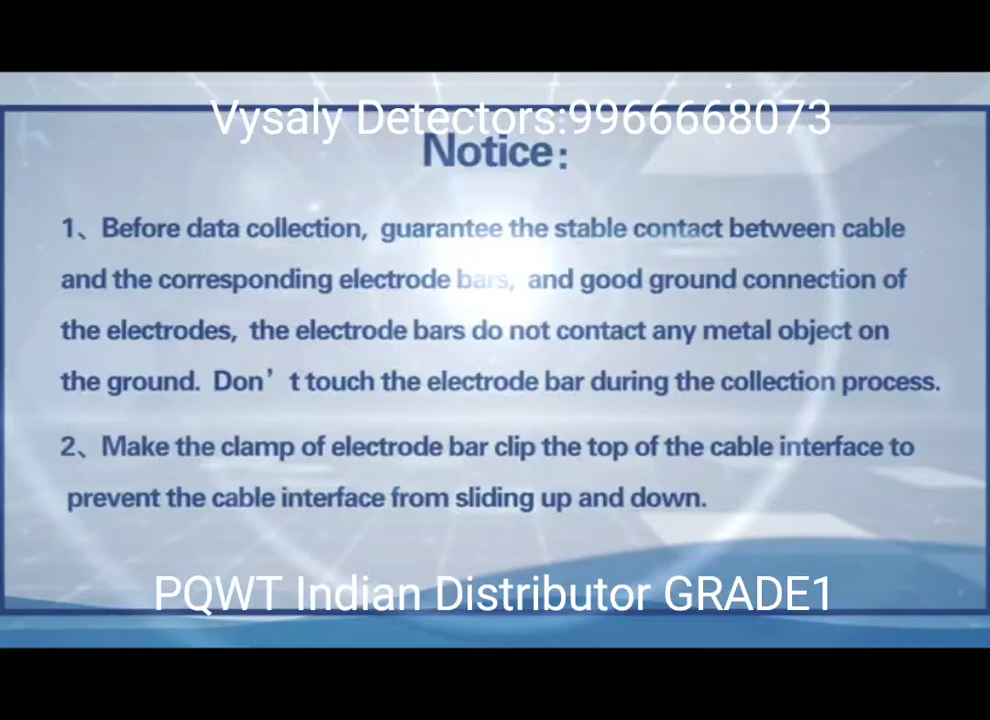 Vysaly Detectors:9966668073
Notice:
1、Before data collection, guarantee the stable contact between cable
and the corresponding electrode bars, and good ground connection of
the electrodes, the electrode bars do not contact any metal object on
the ground. Don't touch the electrode bar during the collection process.
2、Make the clamp of electrode bar clip the top of the cable interface to
prevent the cable interface from sliding up and down.
PQWT Indian Distributor GRADE1